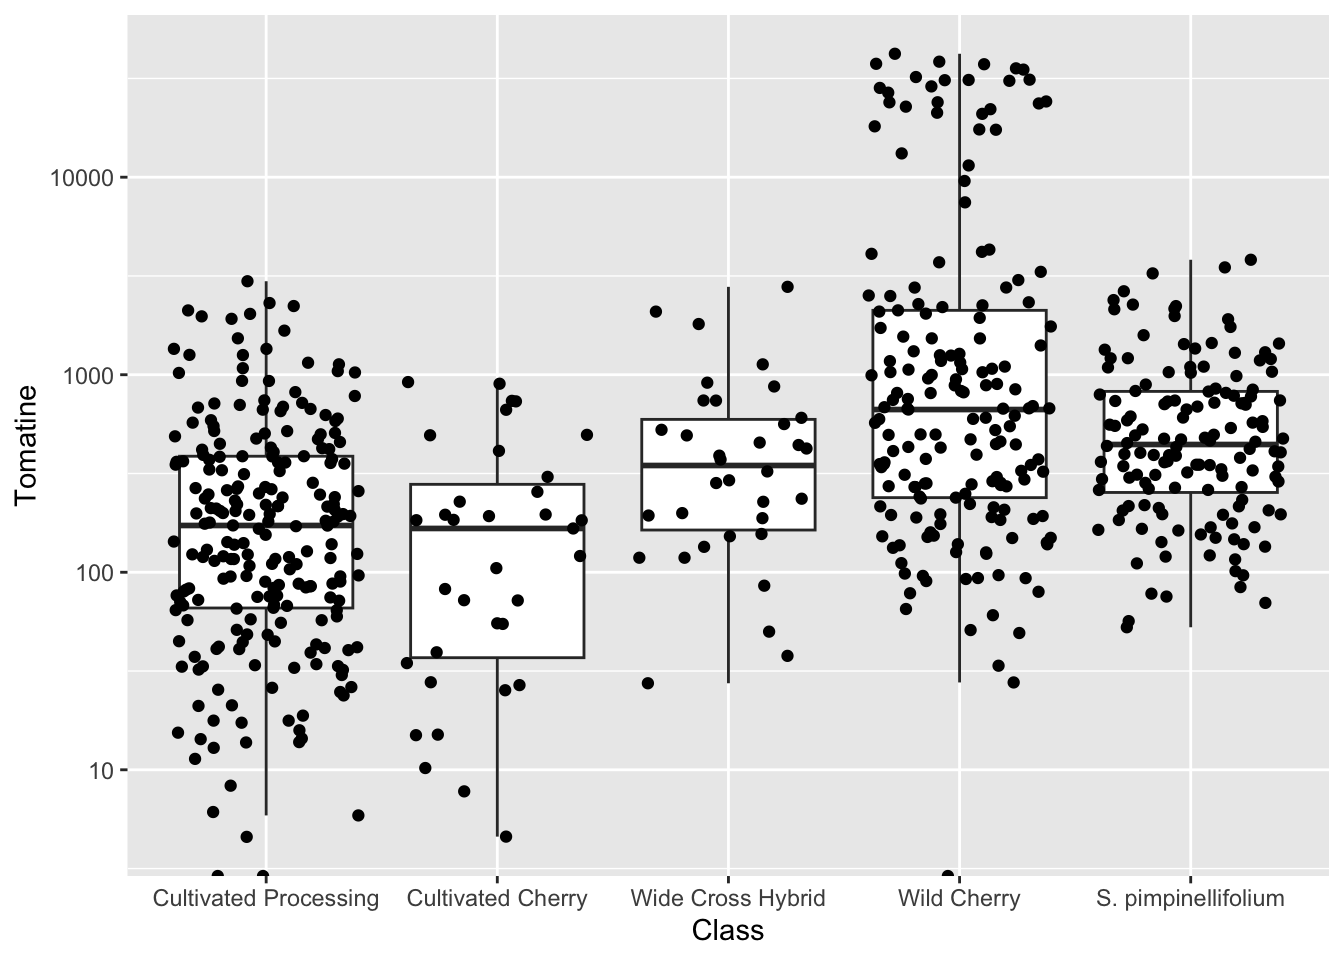 Tomatine
10000
1000
100
10
Cultivated Processing
Cultivated Cherry
Wide Cross Hybrid
Wild Cherry
S. pimpinellifolium
Class